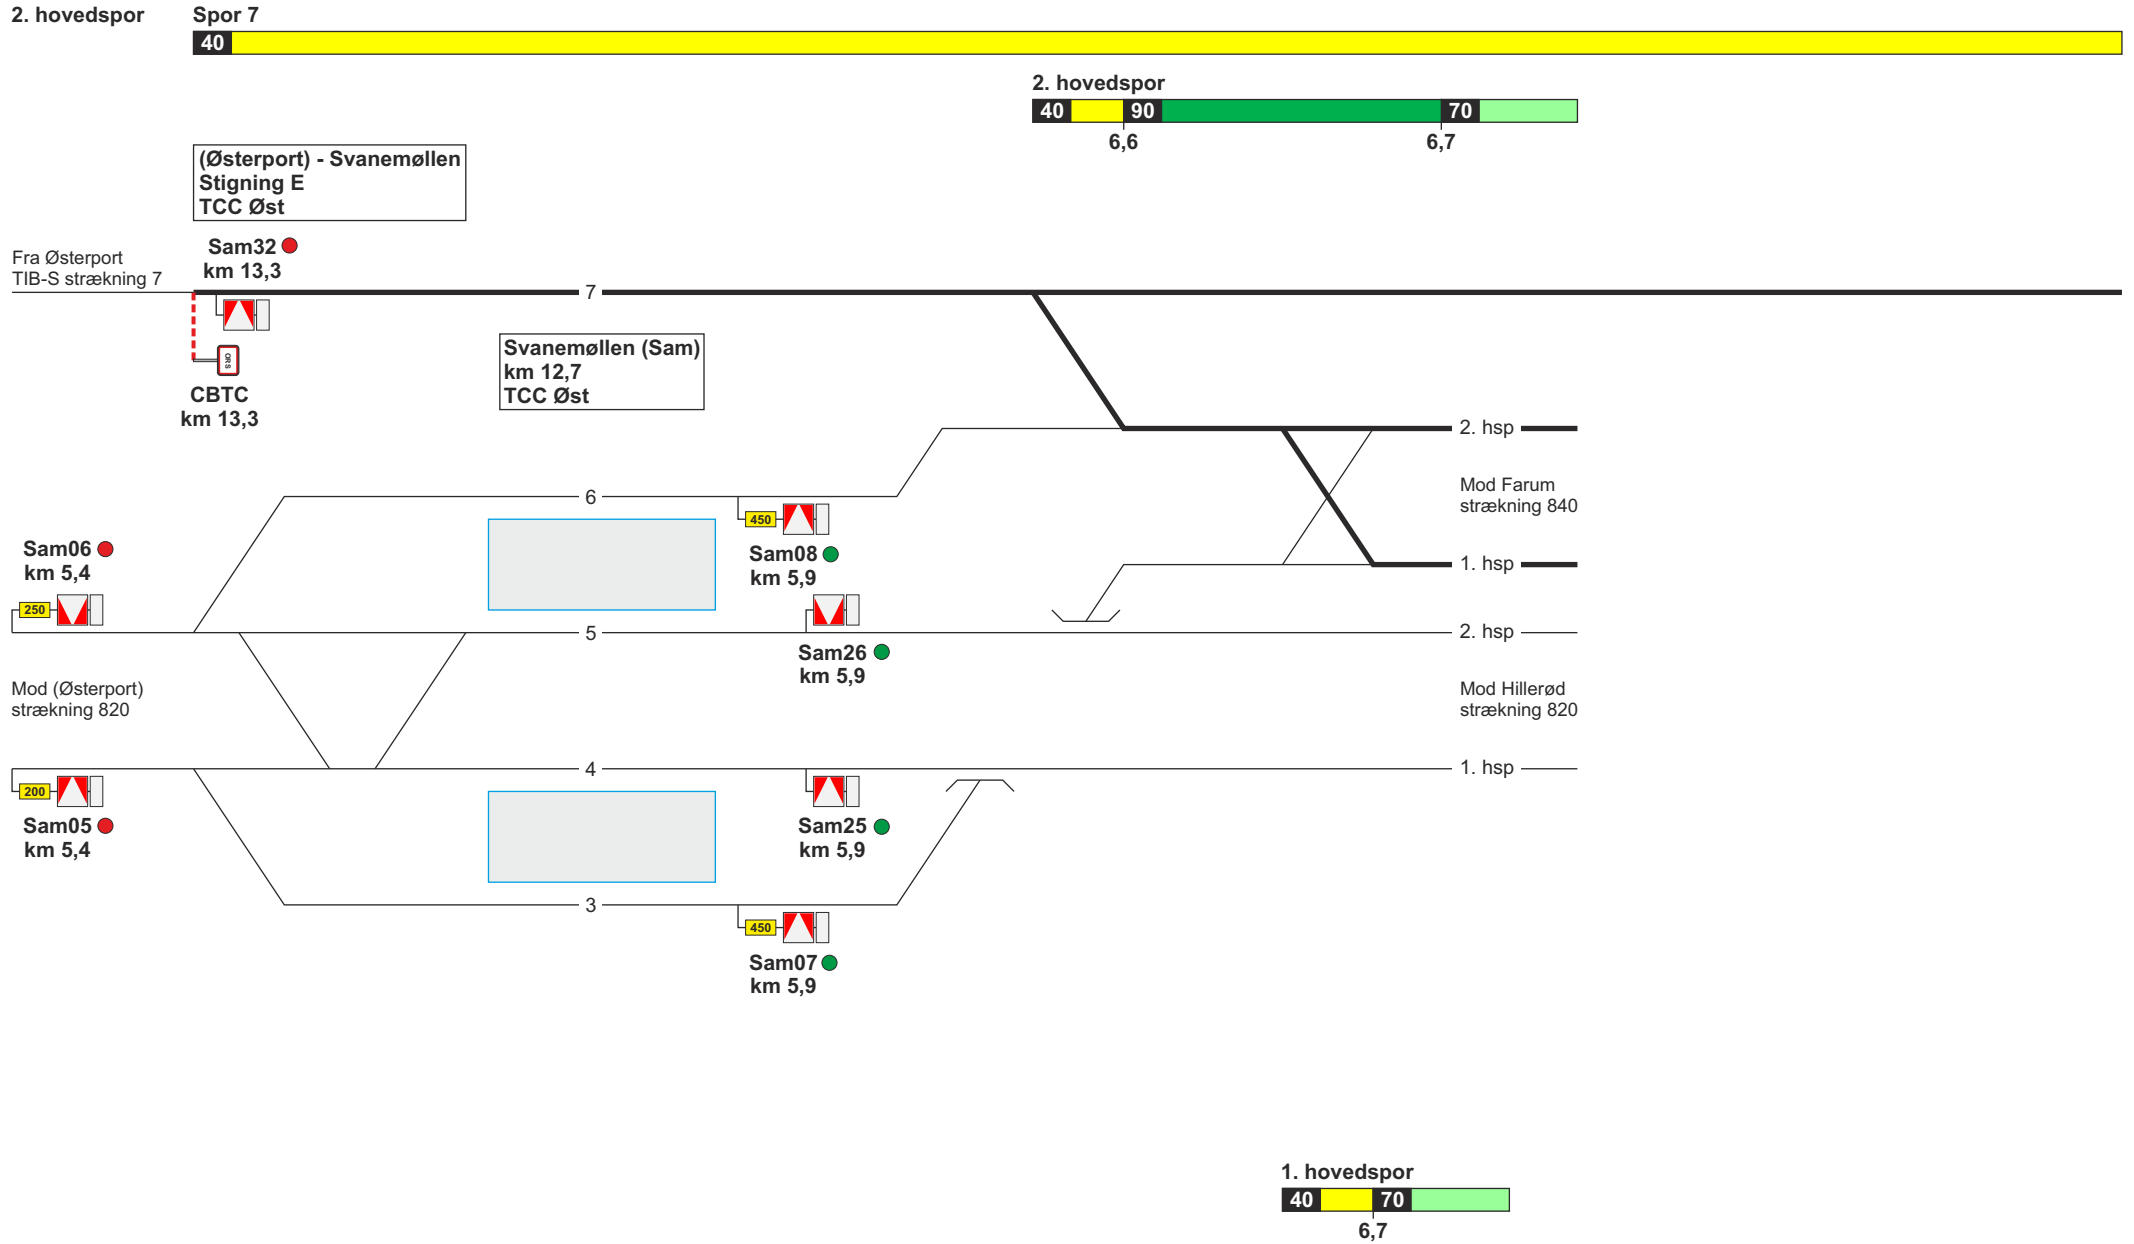 2. hovedspor
Spor 7
40
2. hovedspor
40 90 70
6,6 6,7
(Østerport) - Svanemøllen
Stigning E
TCC Øst
Fra Østerport
TIB-S strækning 7
Sam32
km 13,3
7
ORS
CBTC
km 13,3
Svanemøllen (Sam)
km 12,7
TCC Øst
2. hsp
Mod Farum
strækning 840
6
450
Sam08
km 5,9
Sam06
km 5,4
250
1. hsp
5
2. hsp
Sam26
km 5,9
Mod (Østerport)
strækning 820
Mod Hillerød
strækning 820
4
1. hsp
200
Sam05
km 5,4
Sam25
km 5,9
3
450
Sam07
km 5,9
1. hovedspor
40 70
6,7